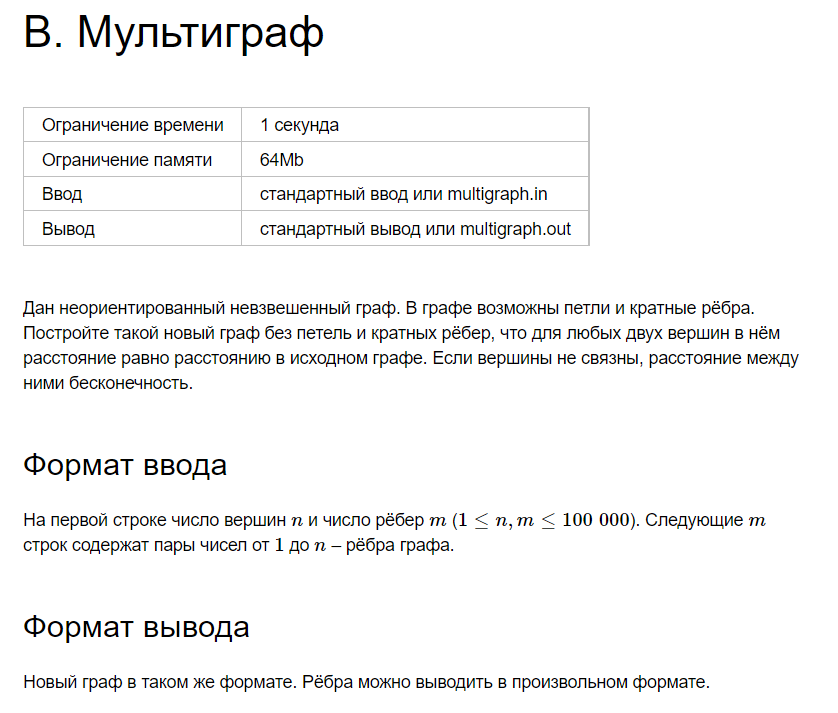 B. Мультиграф
Ограничение времени 1 секунда
Ограничение памяти 64Mb
Ввод стандартный ввод или multigraph.in
Вывод стандартный вывод или multigraph.out
Дан неориентированный невзвешенный граф. В графе возможны петли и кратные рёбра.
Постройте такой новый граф без петель и кратных рёбер, что для любых двух вершин в нём
расстояние равно расстоянию в исходном графе. Если вершины не связны, расстояние между
ними бесконечность.
Формат ввода
На первой строке число вершин n и число рёбер m (1 ≤ n, m ≤ 100 000). Следующие m
строк содержат пары чисел от 1 до n – рёбра графа.
Формат вывода
Новый граф в таком же формате. Рёбра можно выводить в произвольном формате.